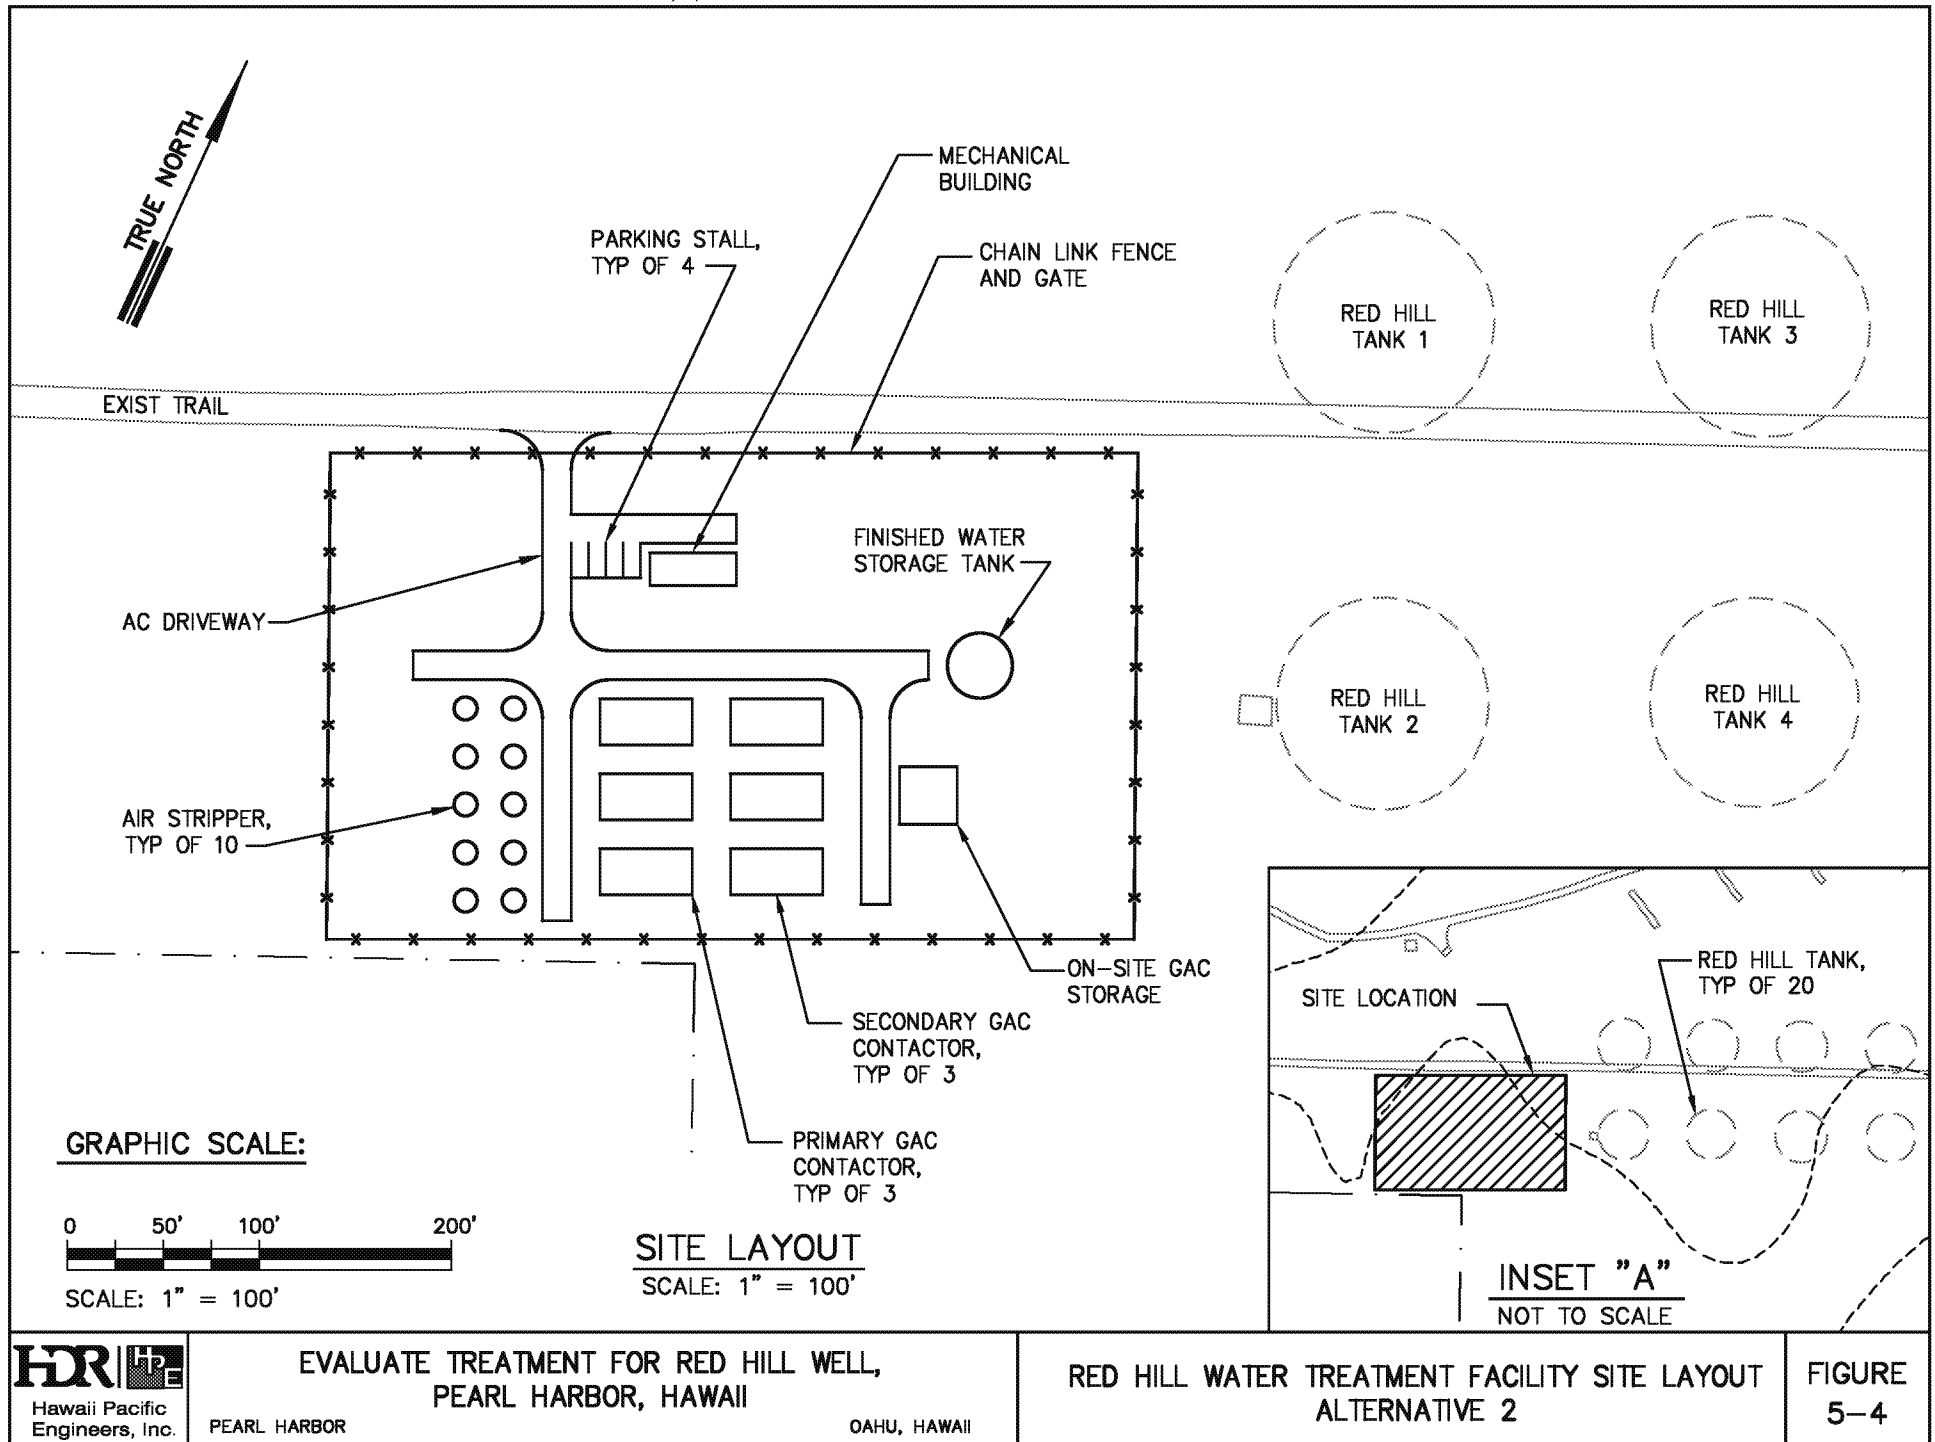 TRUE NORTH
MECHANICAL
BUILDING
PARKING STALL,
TYP OF 4
CHAIN LINK FENCE
AND GATE
RED HILL
TANK 1
RED HILL
TANK 3
EXIST TRAIL
FINISHED WATER
STORAGE TANK
AC DRIVEWAY
RED HILL
TANK 2
RED HILL
TANK 4
AIR STRIPPER,
TYP OF 10
ON-SITE GAC
STORAGE
SECONDARY GAC
CONTACTOR,
TYP OF 3
PRIMARY GAC
CONTACTOR,
TYP OF 3
RED HILL TANK,
TYP OF 20
SITE LOCATION
INSET "A"
NOT TO SCALE
GRAPHIC SCALE:
0 50' 100' 200'
SCALE: 1" = 100'
SITE LAYOUT
SCALE: 1" = 100'
HDR HPE
Hawaii Pacific
Engineers, Inc.
EVALUATE TREATMENT FOR RED HILL WELL,
PEARL HARBOR, HAWAII
PEARL HARBOR OAHU, HAWAII
RED HILL WATER TREATMENT FACILITY SITE LAYOUT
ALTERNATIVE 2
FIGURE
5-4